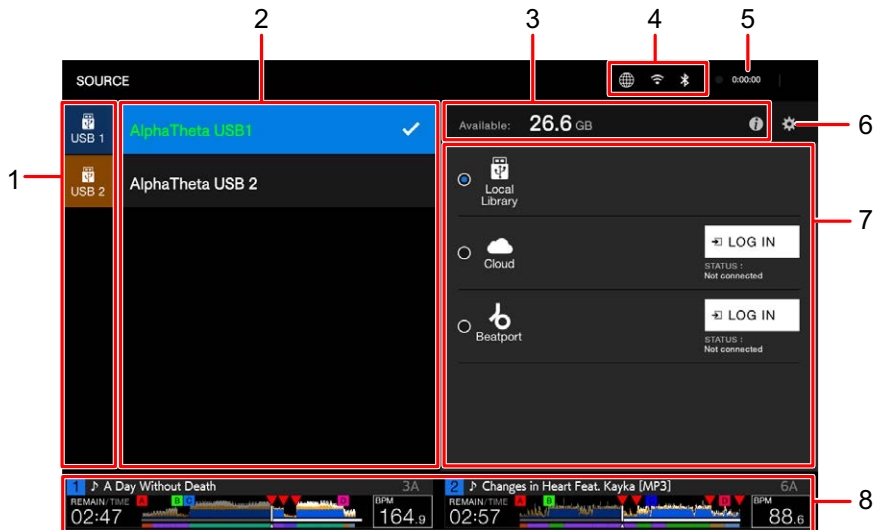 2
3
4
5
SOURCE
0:00:00
1
USB 1
AlphaTheta USB1
Available: 26.6 GB
6
USB 2
AlphaTheta USB 2
Local
Library
7
LOG IN
Cloud
STATUS :
Not connected
LOG IN
Beatport
STATUS :
Not connected
1 ♪ A Day Without Death 3A
REMAIN/TIME
A B C D
BPM
02:47
164.9
2 ♪ Changes in Heart Feat. Kayka [MP3] 6A
REMAIN/TIME
A B C D
BPM
02:57
88.6
8